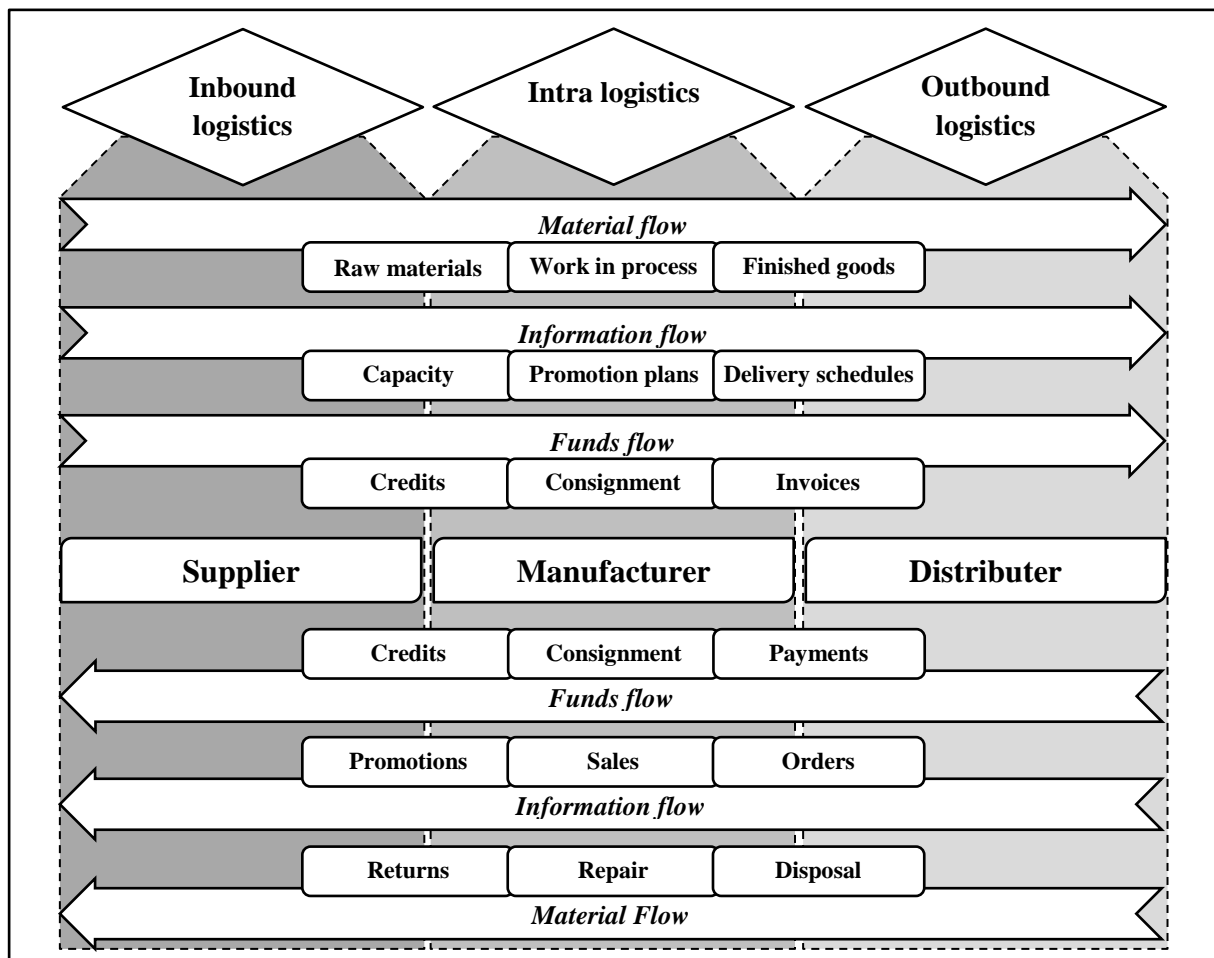 Inbound
logistics
Intra logistics
Outbound
logistics
Material flow
Raw materials
Work in process
Finished goods
Information flow
Capacity
Promotion plans
Delivery schedules
Funds flow
Credits
Consignment
Invoices
Supplier
Manufacturer
Distributer
Credits
Consignment
Payments
Funds flow
Promotions
Sales
Orders
Information flow
Returns
Repair
Disposal
Material Flow